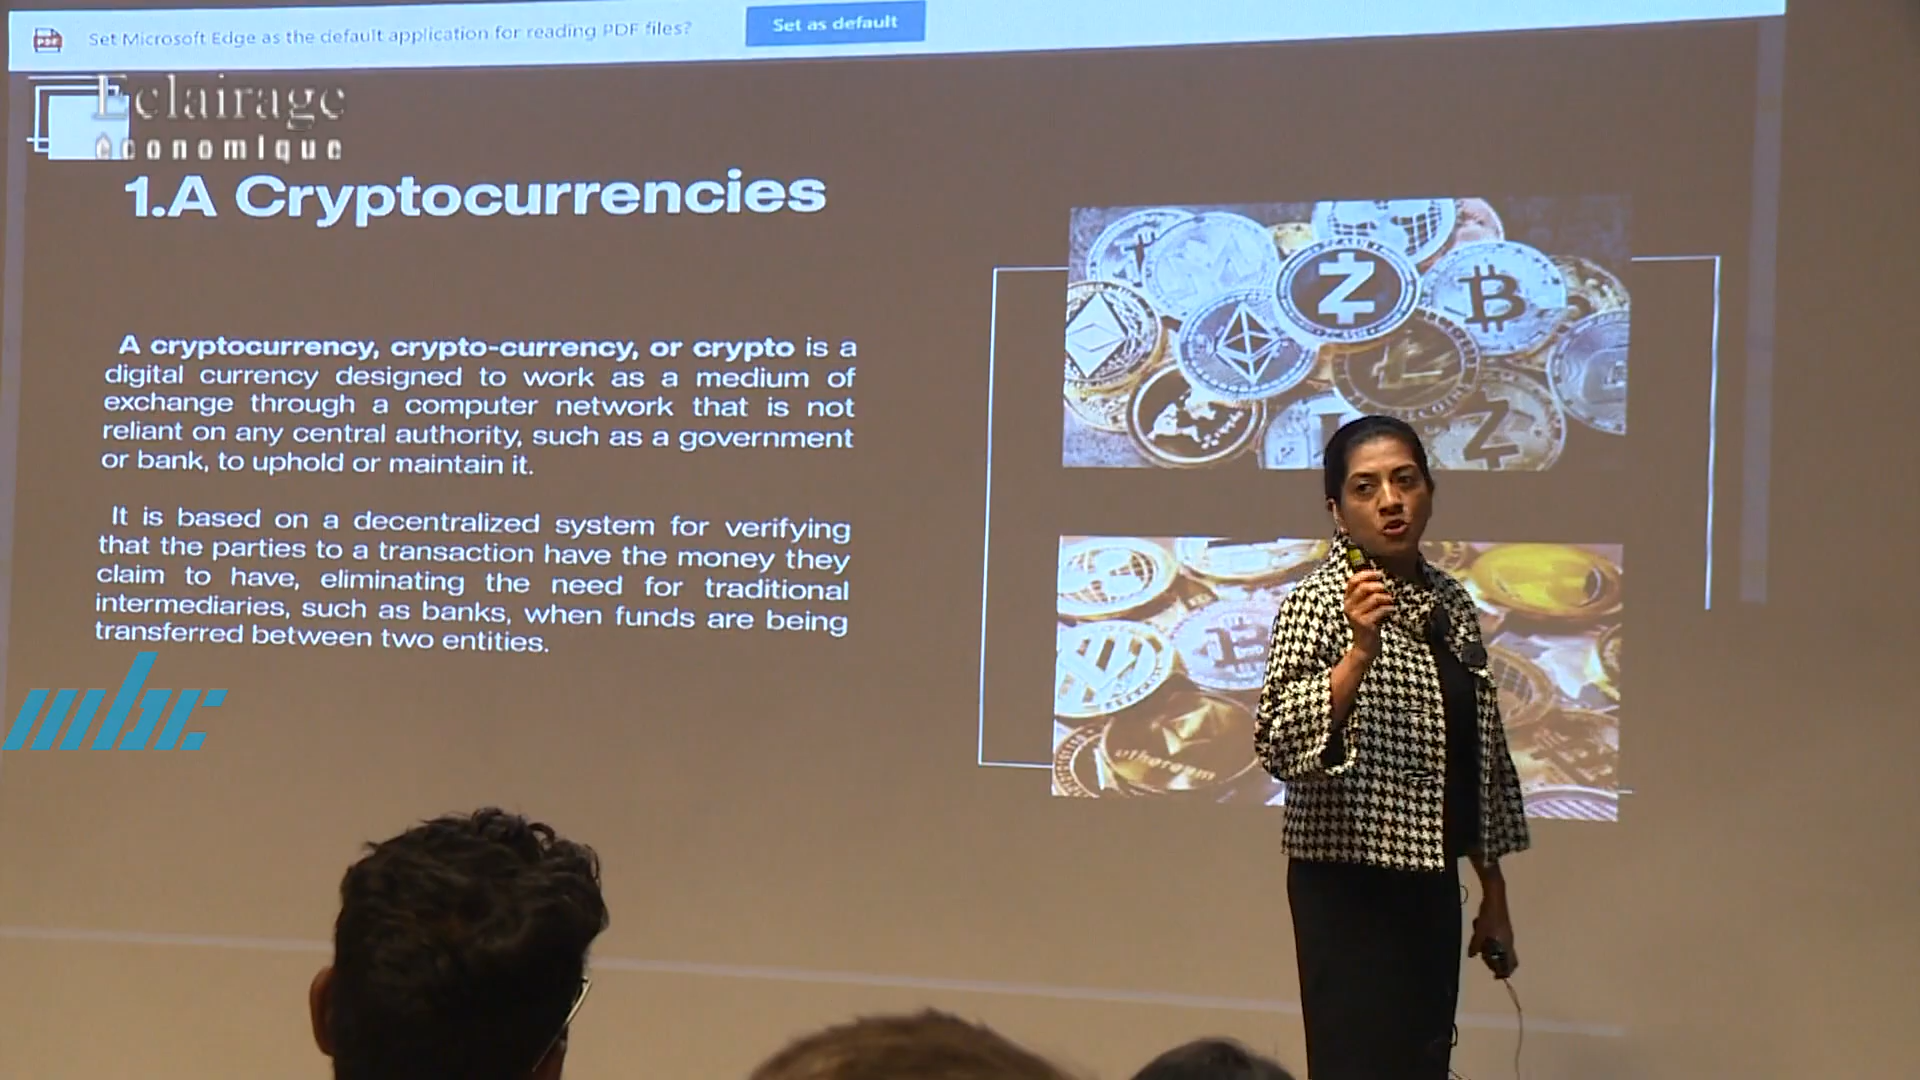 Set Microsoft Edge as the default application for reading PDF files?
Set as default
PDF
Eclairage
économique
1.A Cryptocurrencies
A cryptocurrency, crypto-currency, or crypto is a
digital currency designed to work as a medium of
exchange through a computer network that is not
reliant on any central authority, such as a government
or bank, to uphold or maintain it.
It is based on a decentralized system for verifying
that the parties to a transaction have the money they
claim to have, eliminating the need for traditional
intermediaries, such as banks, when funds are being
transferred between two entities.
mbc
ethereum